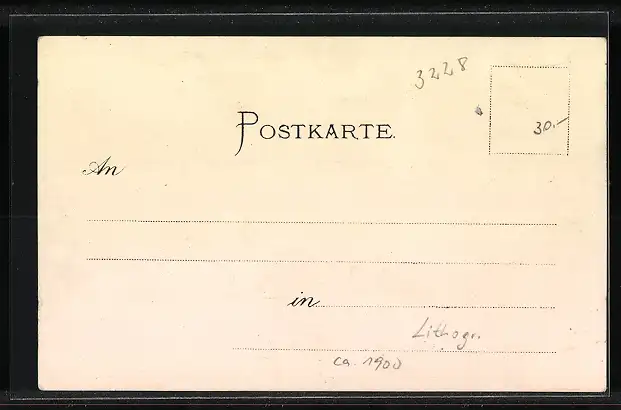 3228
30.-
POSTKARTE.
An
in
Lithogr.
ca. 1900